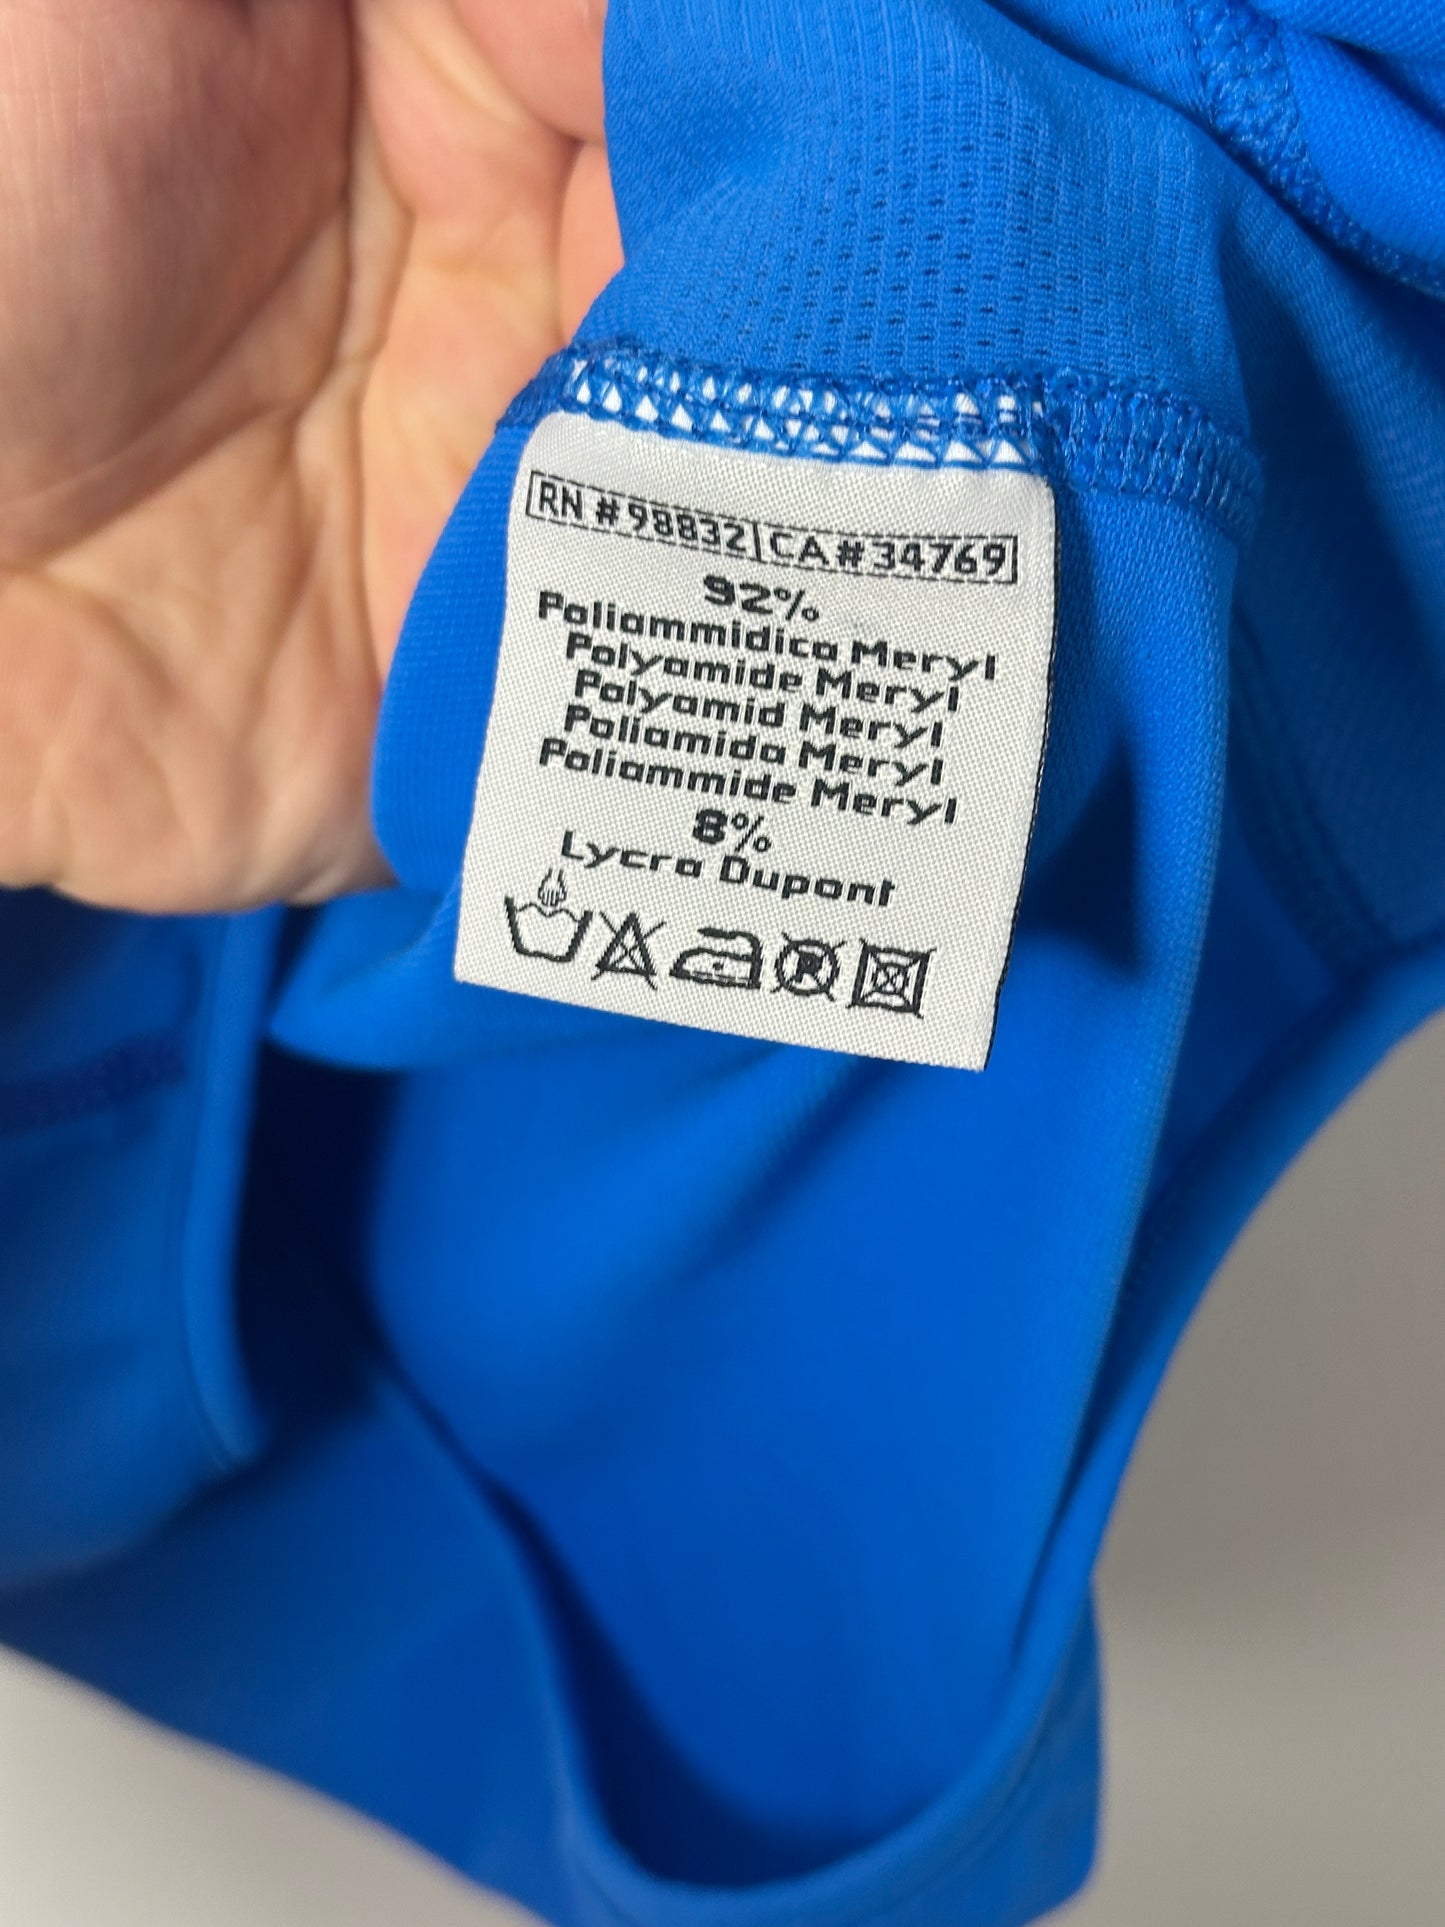 RN #98832|CA#34769
92%
Poliammidica Meryl
Polyamide Meryl
Polyamid Meryl
Poliamida Meryl
Poliammide Meryl
8%
Lycra Dupont
R